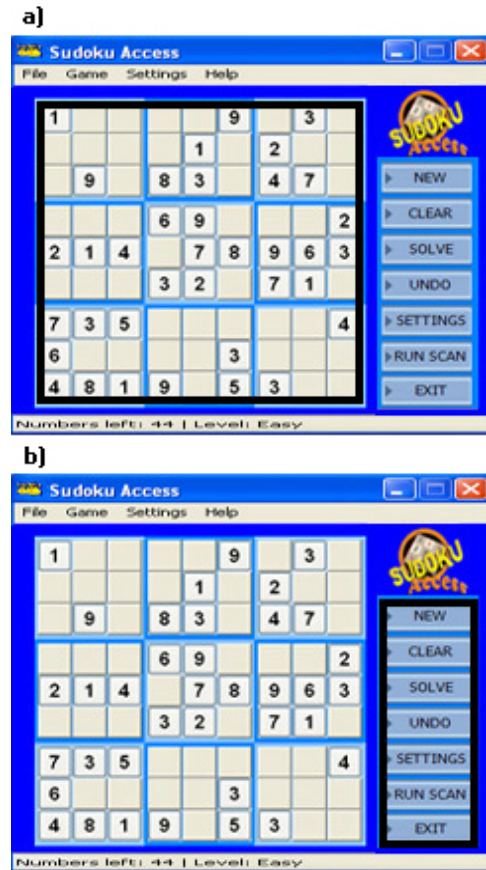 a)
Sudoku Access
File Game Settings Help
1 9 3
1 2
9 8 3 4 7
6 9 2
2 1 4 7 8 9 6 3
3 2 7 1
7 3 5 4
6 3
4 8 1 9 5 3
SUDOKU
Access
NEW
CLEAR
SOLVE
UNDO
SETTINGS
RUN SCAN
EXIT
Numbers left: 44 | Level: Easy
b)
Sudoku Access
File Game Settings Help
1 9 3
1 2
9 8 3 4 7
6 9 2
2 1 4 7 8 9 6 3
3 2 7 1
7 3 5 4
6 3
4 8 1 9 5 3
SUDOKU
Access
NEW
CLEAR
SOLVE
UNDO
SETTINGS
RUN SCAN
EXIT
Numbers left: 44 | Level: Easy